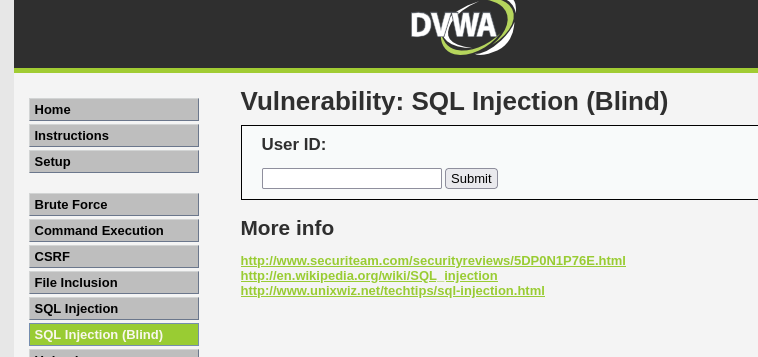 DVWA
Home
Instructions
Setup
Brute Force
Command Execution
CSRF
File Inclusion
SQL Injection
SQL Injection (Blind)
Vulnerability: SQL Injection (Blind)
User ID:
Submit
More info
http://www.securiteam.com/securityreviews/5DP0N1P76E.html
http://en.wikipedia.org/wiki/SQL_injection
http://www.unixwiz.net/techtips/sql-injection.html